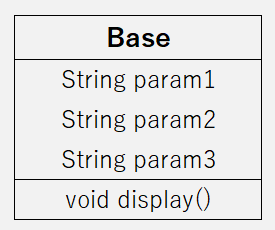 Base
String param1
String param2
String param3
void display()